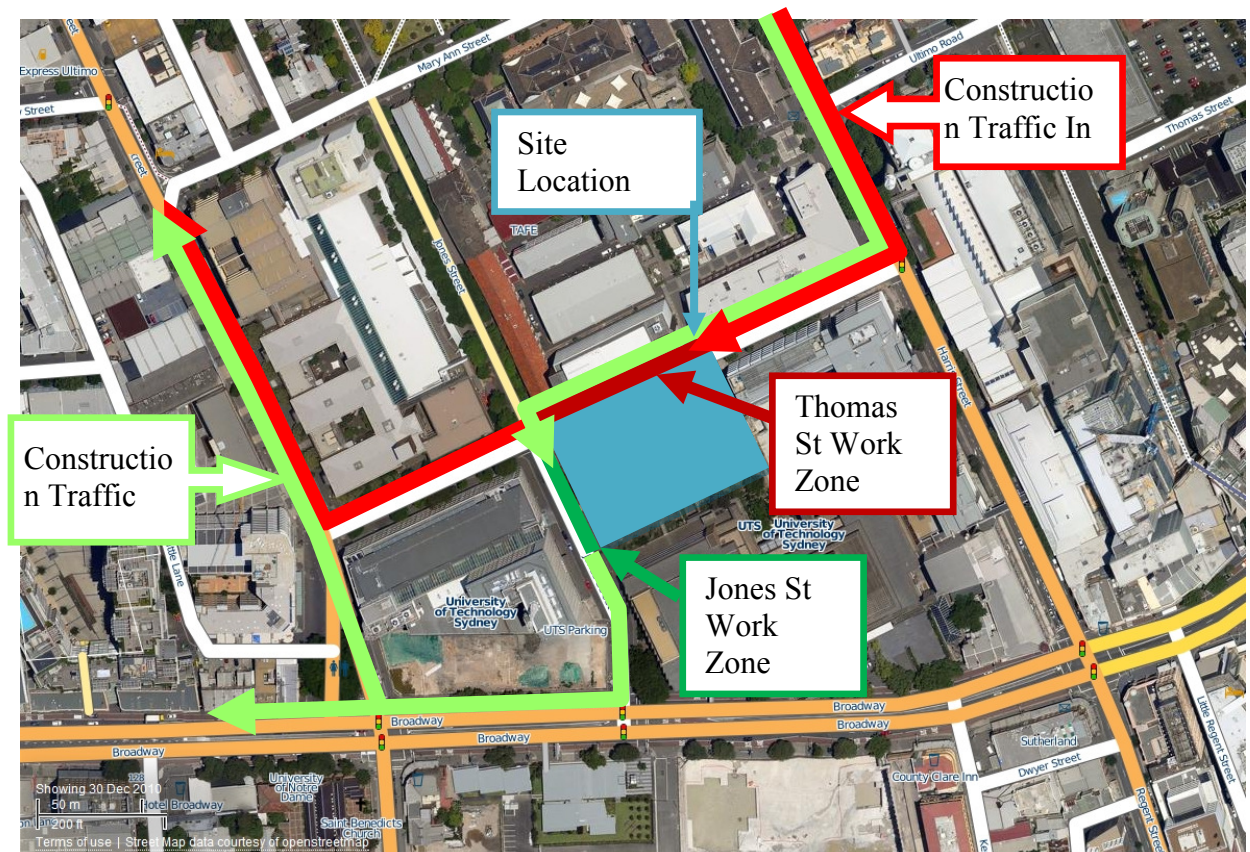 Mary Ann Street
Ultimo Road
Express Ultimo
Street
Thomas Street
Constructio
n Traffic In
Site
Location
TAFE
Jones Street
Harris Street
Thomas
St Work
Zone
Constructio
n Traffic
UTS
University
of Technology
Sydney
Little Lane
Jones St
Work
Zone
University
of Technology
Sydney
UTS Parking
Broadway
Broadway
Broadway
Broadway
Broadway
Little Regent Street
Sutherland
Dwyer Street
County Clare Inn
Regent Street
128
University
of Notre
Dame
Hotel Broadway
Saint Benedicts
Church
Showing 30 Dec 2010
50 m
200 ft
Terms of use | Street Map data courtesy of openstreetmap